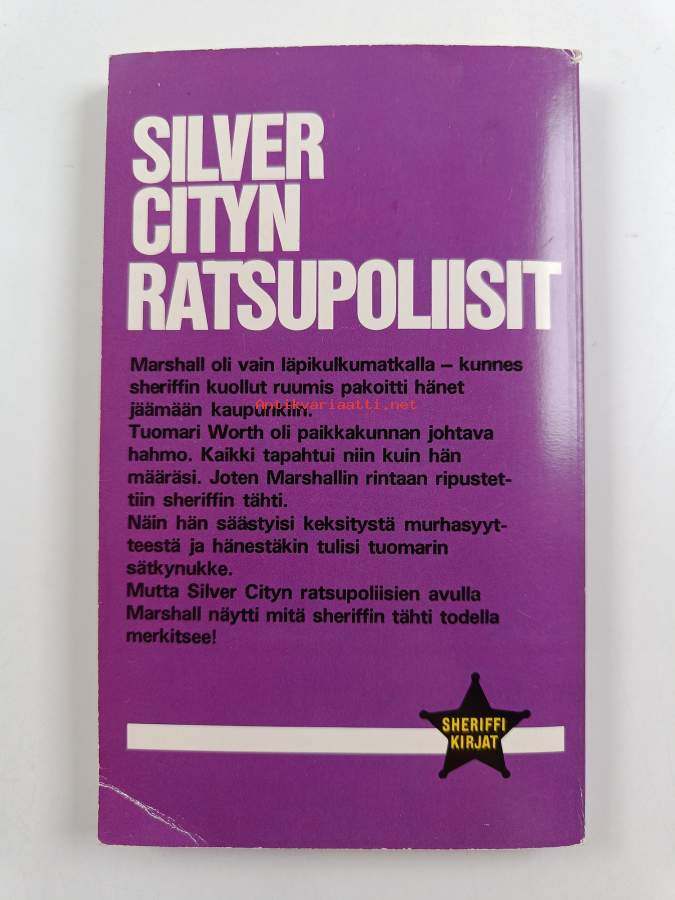 SILVER
CITYN
RATSUPOLIISIT
Marshall oli vain läpikulkumatkalla – kunnes
sheriffin kuollut ruumis pakoitti hänet
jäämään kaupunkiin.
Antikvariaatti.net
Tuomari Worth oli paikkakunnan johtava
hahmo. Kaikki tapahtui niin kuin hän
määräsi. Joten Marshallin rintaan ripustet-
tiin sheriffin tähti.
Näin hän säästyisi keksitystä murhasyyt-
teestä ja hänestäkin tulisi tuomarin
sätkynukke.
Mutta Silver Cityn ratsupoliisien avulla
Marshall näytti mitä sheriffin tähti todella
merkitsee!
SHERIFFI
KIRJAT